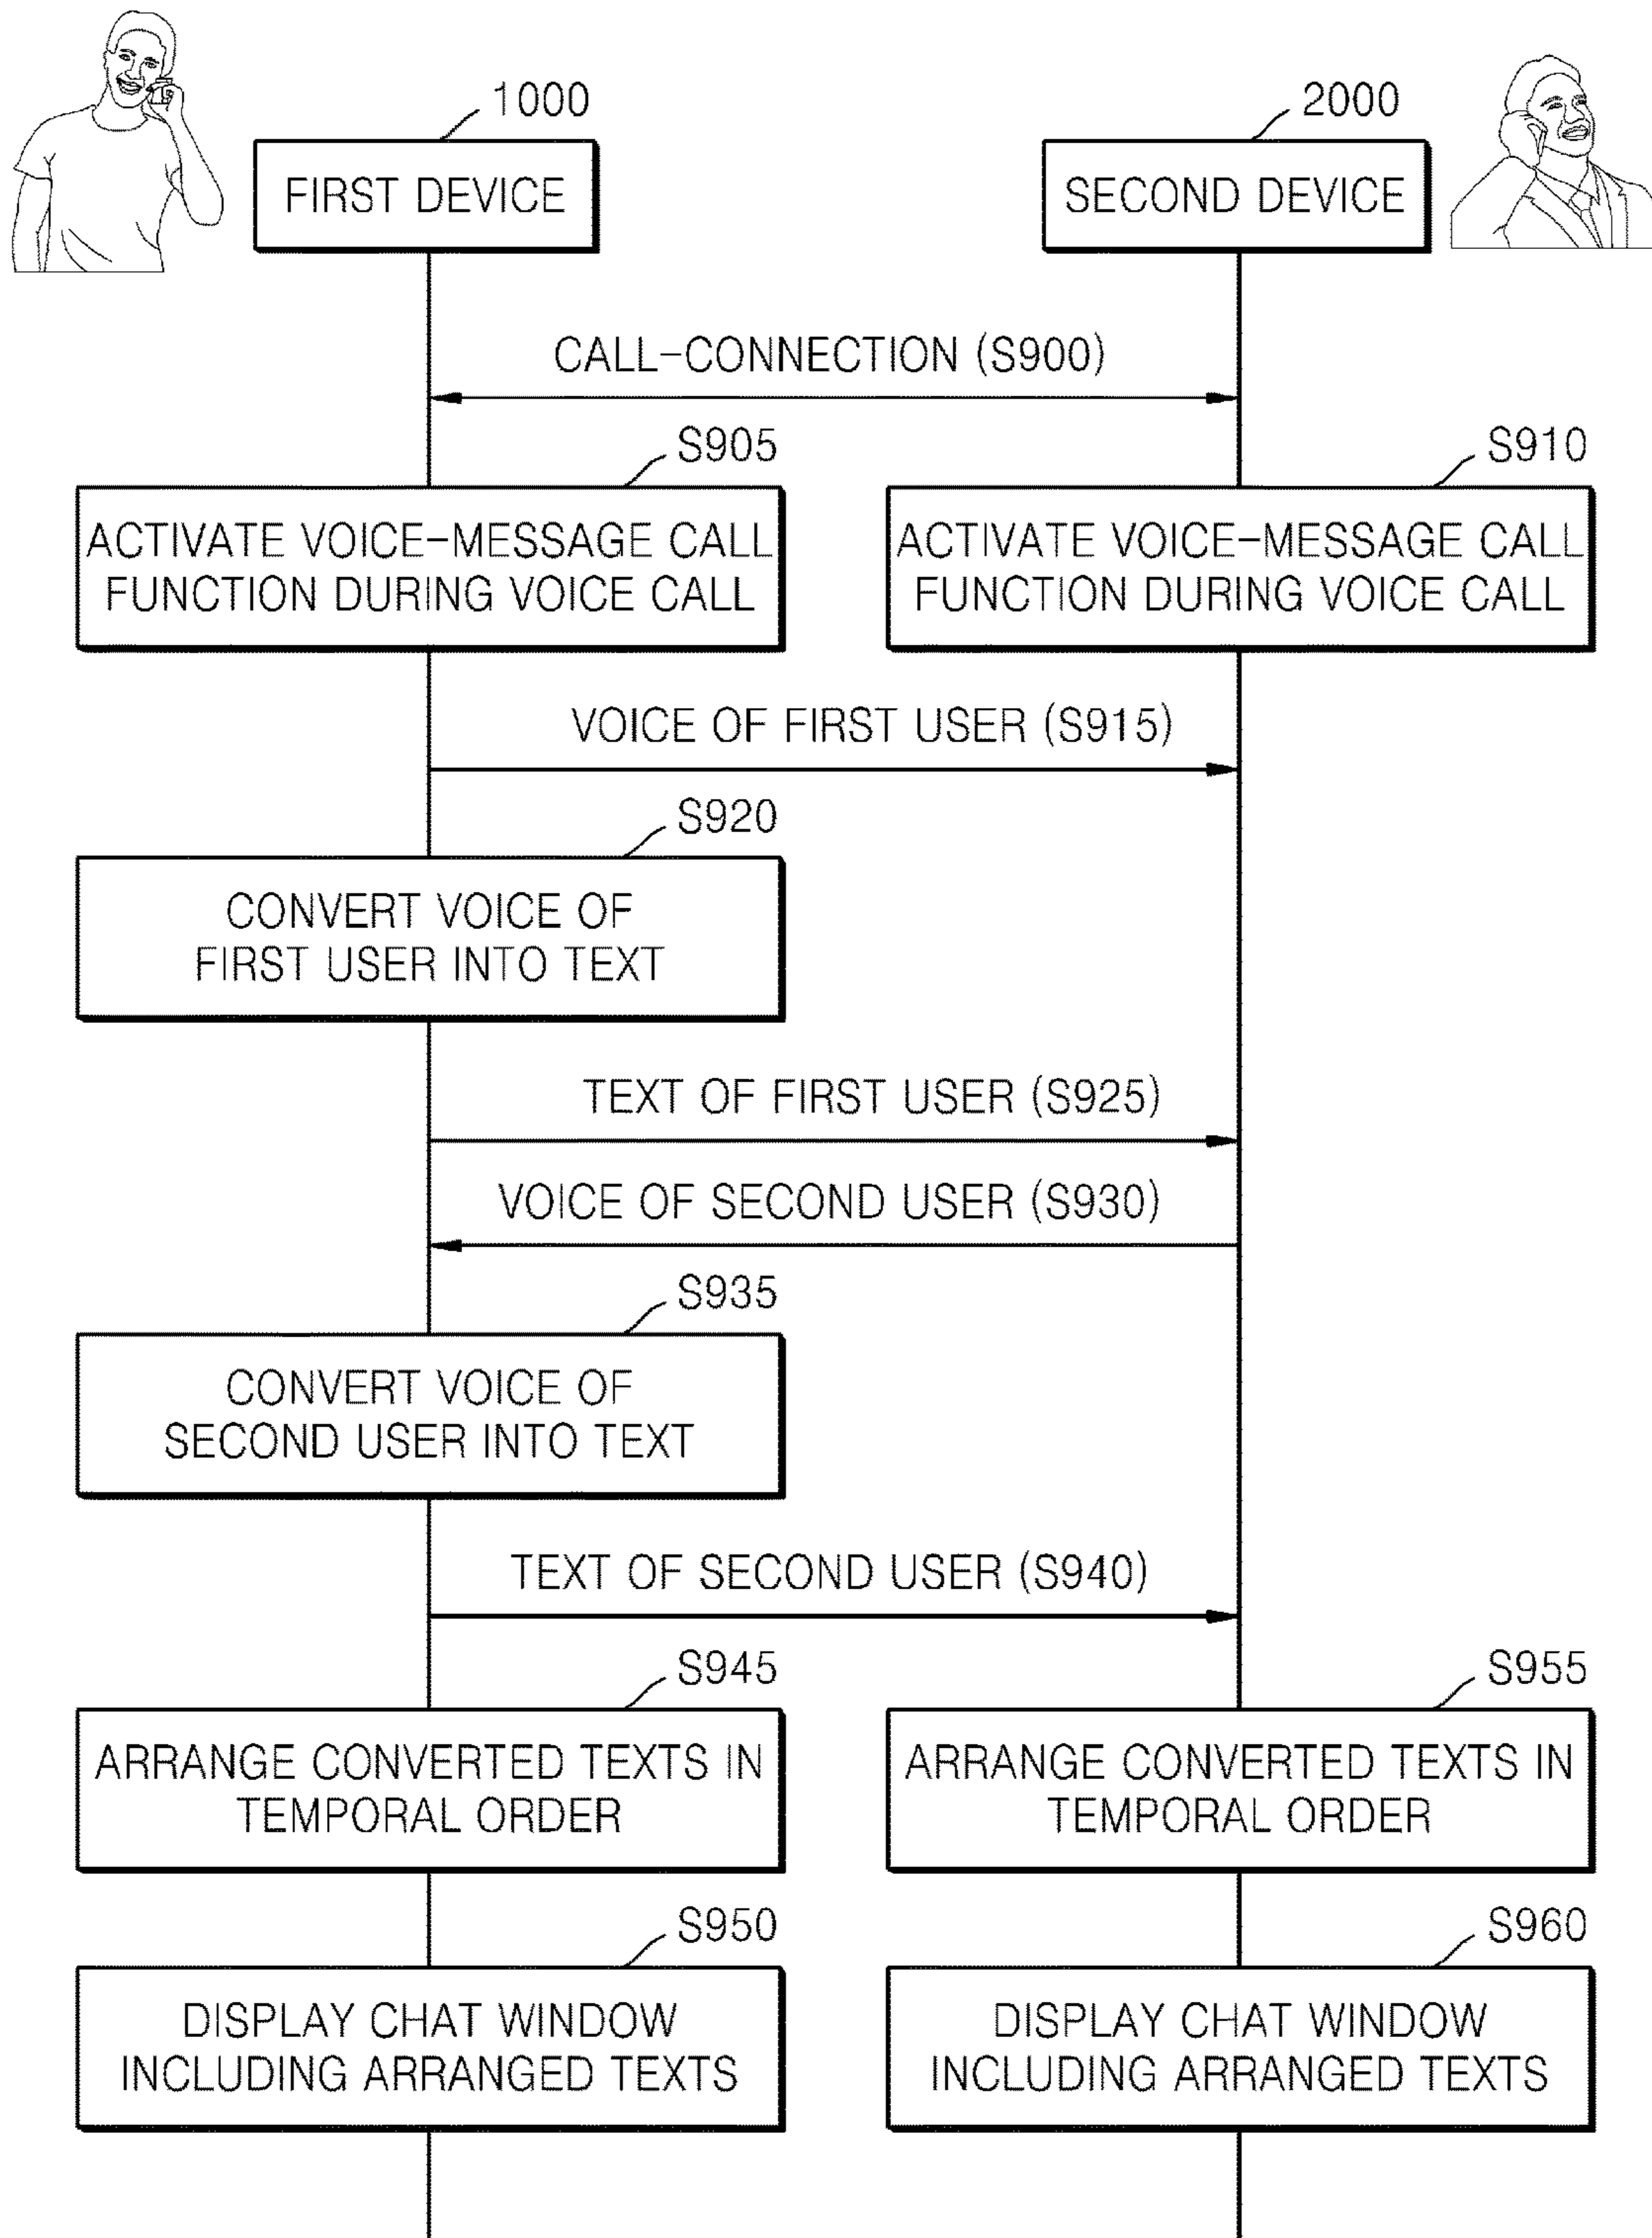 1000
2000
FIRST DEVICE
SECOND DEVICE
CALL-CONNECTION (S900)
S905
S910
ACTIVATE VOICE-MESSAGE CALL
FUNCTION DURING VOICE CALL
ACTIVATE VOICE-MESSAGE CALL
FUNCTION DURING VOICE CALL
VOICE OF FIRST USER (S915)
S920
CONVERT VOICE OF
FIRST USER INTO TEXT
TEXT OF FIRST USER (S925)
VOICE OF SECOND USER (S930)
S935
CONVERT VOICE OF
SECOND USER INTO TEXT
TEXT OF SECOND USER (S940)
S945
S955
ARRANGE CONVERTED TEXTS IN
TEMPORAL ORDER
ARRANGE CONVERTED TEXTS IN
TEMPORAL ORDER
S950
S960
DISPLAY CHAT WINDOW
INCLUDING ARRANGED TEXTS
DISPLAY CHAT WINDOW
INCLUDING ARRANGED TEXTS